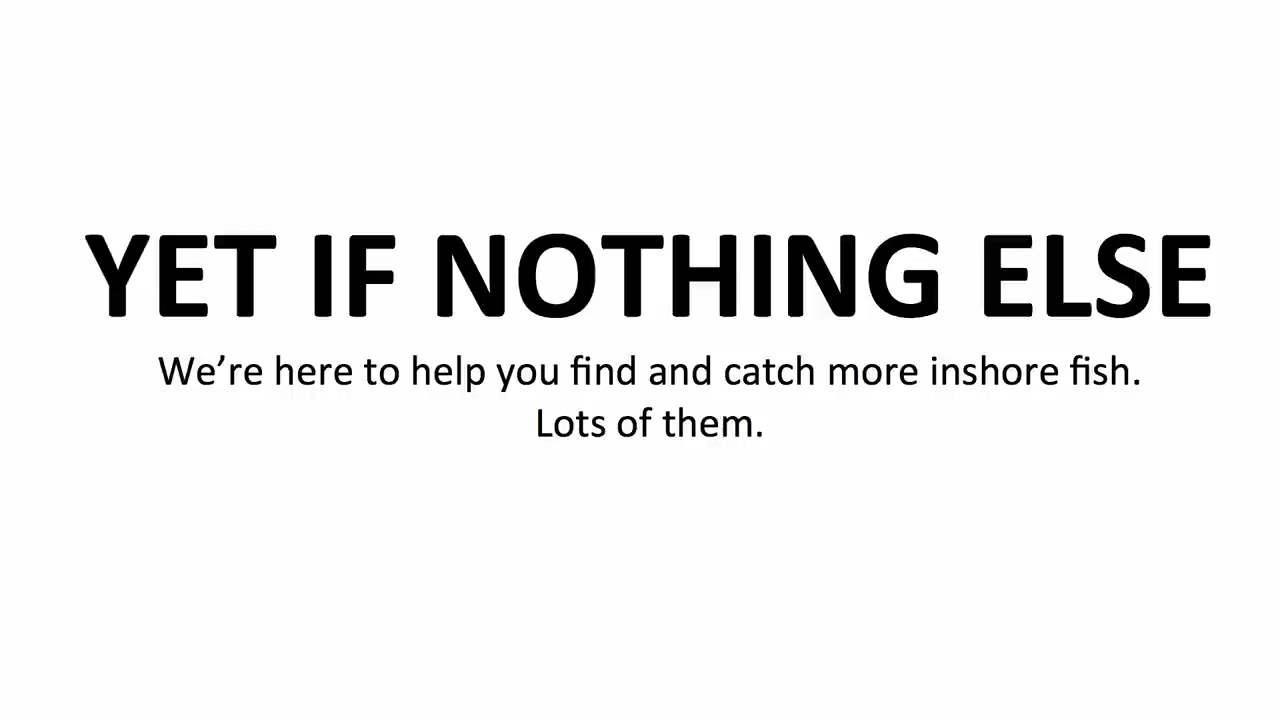 YET IF NOTHING ELSE
We’re here to help you find and catch more inshore fish.
Lots of them.